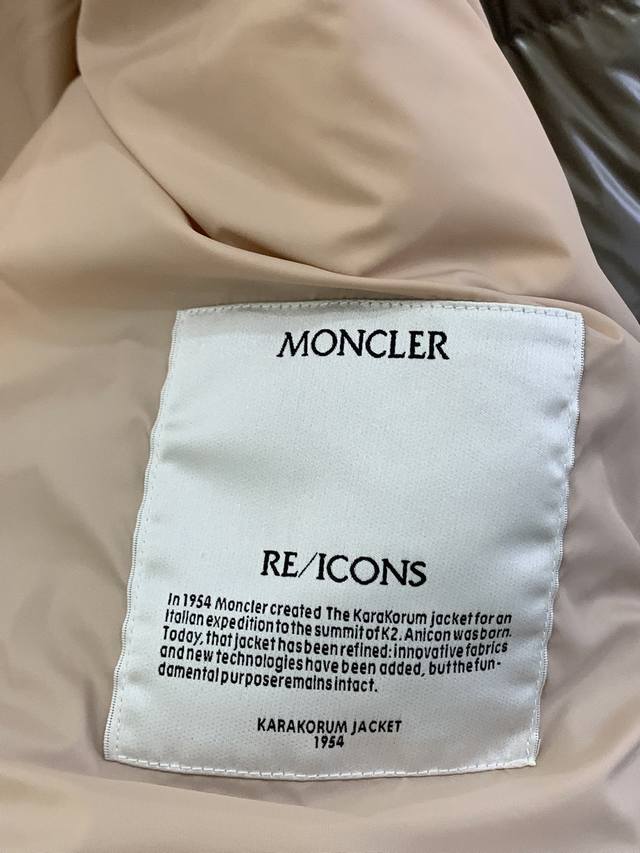 MONCLER
RE/ICONS
In 1954 Moncler created The KaraKorum jacket for an
Italian expedition to the summit of K2. An icon was born.
Today, that jacket has been refined: innovative fabrics
and new technologies have been added, but the fun-
damental purpose remains intact.
KARAKORUM JACKET
1954